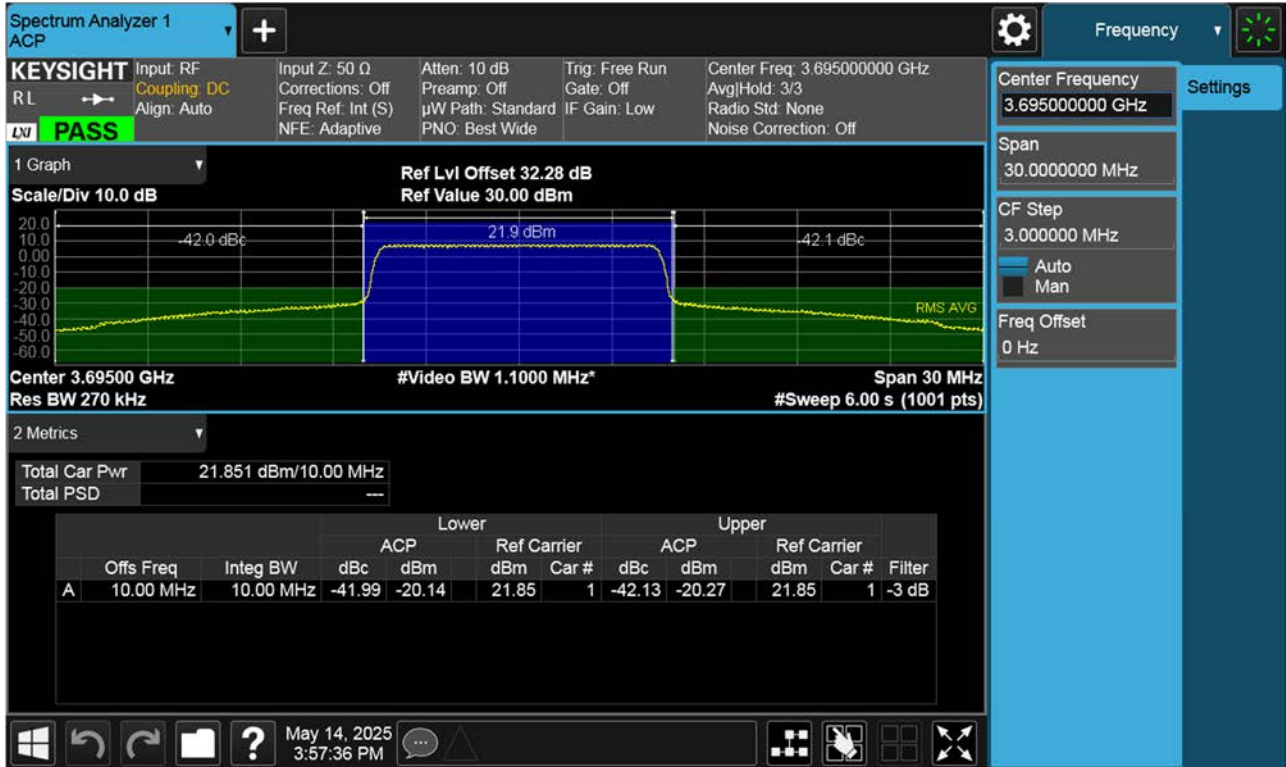 Spectrum Analyzer 1
ACP
+
Frequency
KEYSIGHT
RL
LXI PASS
Input: RF
Coupling: DC
Align: Auto
Input Z: 50 Ω
Corrections: Off
Freq Ref: Int (S)
NFE: Adaptive
Atten: 10 dB
Preamp: Off
µW Path: Standard
PNO: Best Wide
Trig: Free Run
Gate: Off
IF Gain: Low
Center Freq: 3.695000000 GHz
Avg|Hold: 3/3
Radio Std: None
Noise Correction: Off
1 Graph
Scale/Div 10.0 dB
Ref Lvl Offset 32.28 dB
Ref Value 30.00 dBm
20.0
10.0
0.00
-10.0
-20.0
-30.0
-40.0
-50.0
-60.0
-42.0 dBc
21.9 dBm
-42.1 dBc
RMS AVG
Center 3.69500 GHz
#Video BW 1.1000 MHz*
Span 30 MHz
Res BW 270 kHz
#Sweep 6.00 s (1001 pts)
2 Metrics
Total Car Pwr 21.851 dBm/10.00 MHz
Total PSD ---
Lower Upper
ACP Ref Carrier ACP Ref Carrier
Offs Freq Integ BW dBc dBm dBm Car # dBc dBm dBm Car # Filter
A 10.00 MHz 10.00 MHz -41.99 -20.14 21.85 1 -42.13 -20.27 21.85 1 -3 dB
?
May 14, 2025
3:57:36 PM
Center Frequency
3.695000000 GHz
Span
30.0000000 MHz
CF Step
3.000000 MHz
Auto
Man
Freq Offset
0 Hz
Settings